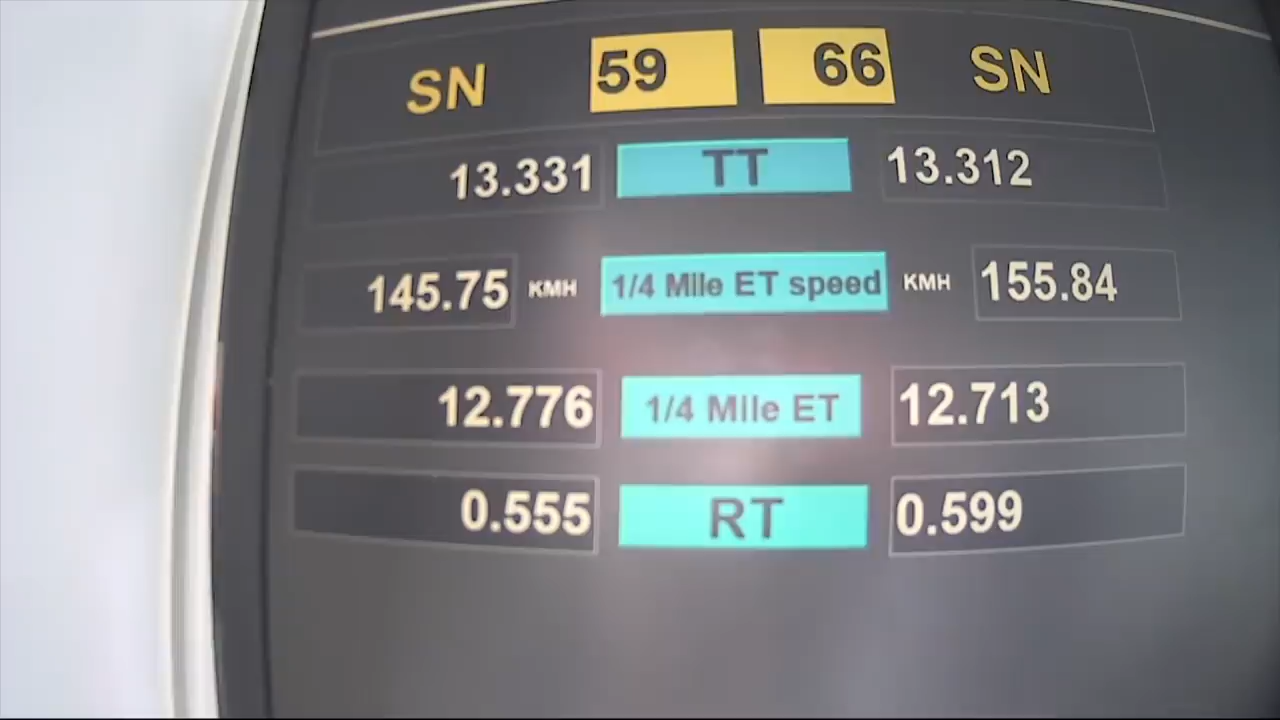 SN 59 66 SN
13.331 TT 13.312
145.75 KMH 1/4 Mile ET speed KMH 155.84
12.776 1/4 Mile ET 12.713
0.555 RT 0.599